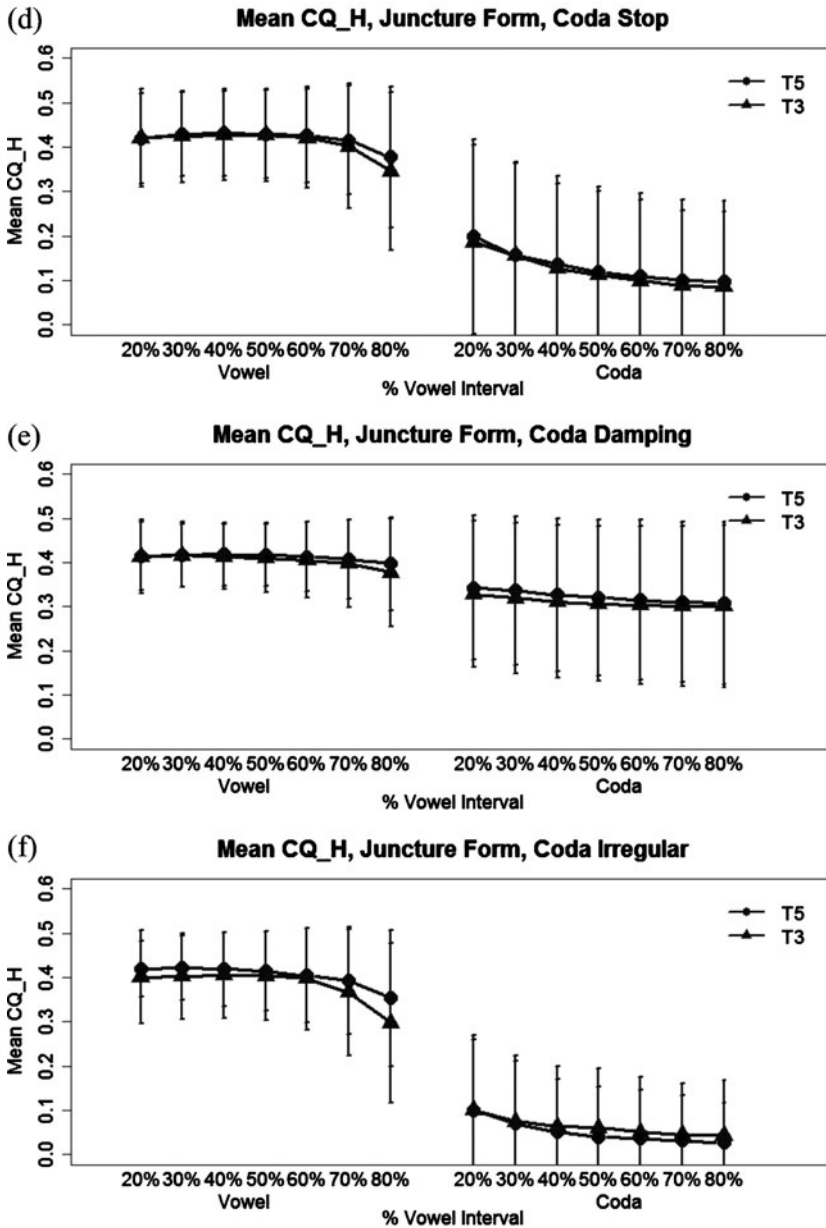 (d) Mean CQ_H, Juncture Form, Coda Stop
Mean CQ_H
0.6
0.5
0.4
0.3
0.2
0.1
0.0
T5
T3
20% 30% 40% 50% 60% 70% 80% 20% 30% 40% 50% 60% 70% 80%
Vowel Coda
% Vowel Interval
(e) Mean CQ_H, Juncture Form, Coda Damping
Mean CQ_H
0.6
0.5
0.4
0.3
0.2
0.1
0.0
T5
T3
20% 30% 40% 50% 60% 70% 80% 20% 30% 40% 50% 60% 70% 80%
Vowel Coda
% Vowel Interval
(f) Mean CQ_H, Juncture Form, Coda Irregular
Mean CQ_H
0.6
0.5
0.4
0.3
0.2
0.1
0.0
T5
T3
20% 30% 40% 50% 60% 70% 80% 20% 30% 40% 50% 60% 70% 80%
Vowel Coda
% Vowel Interval